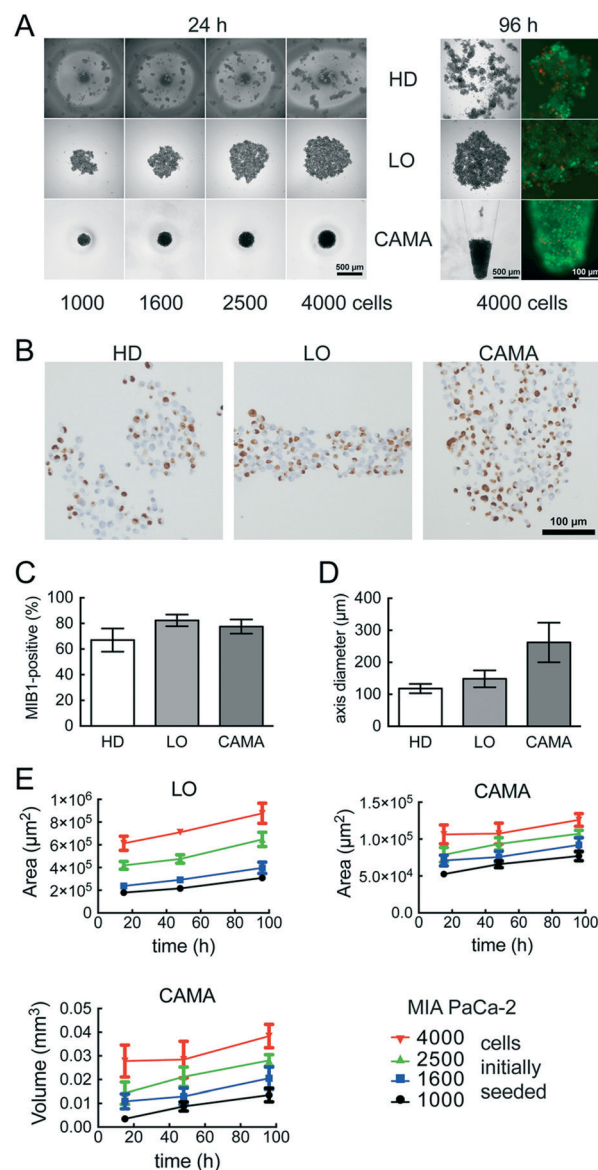 A
24 h
96 h
HD
LO
CAMA
500 µm
500 µm
100 µm
1000 1600 2500 4000 cells
4000 cells
B
HD LO CAMA
100 µm
C
MIB1-positive (%)
100
80
60
40
20
0
HD LO CAMA
D
axis diameter (µm)
400
300
200
100
0
HD LO CAMA
E
LO
Area (µm²)
1×10⁶
8×10⁵
6×10⁵
4×10⁵
2×10⁵
0 20 40 60 80 100
time (h)
CAMA
Area (µm²)
1.5×10⁵
1.0×10⁵
5.0×10⁴
0.0
0 20 40 60 80 100
time (h)
CAMA
Volume (mm³)
0.05
0.04
0.03
0.02
0.01
0.00
0 20 40 60 80 100
time (h)
MIA PaCa-2
4000 cells
2500 initially
1600 seeded
1000